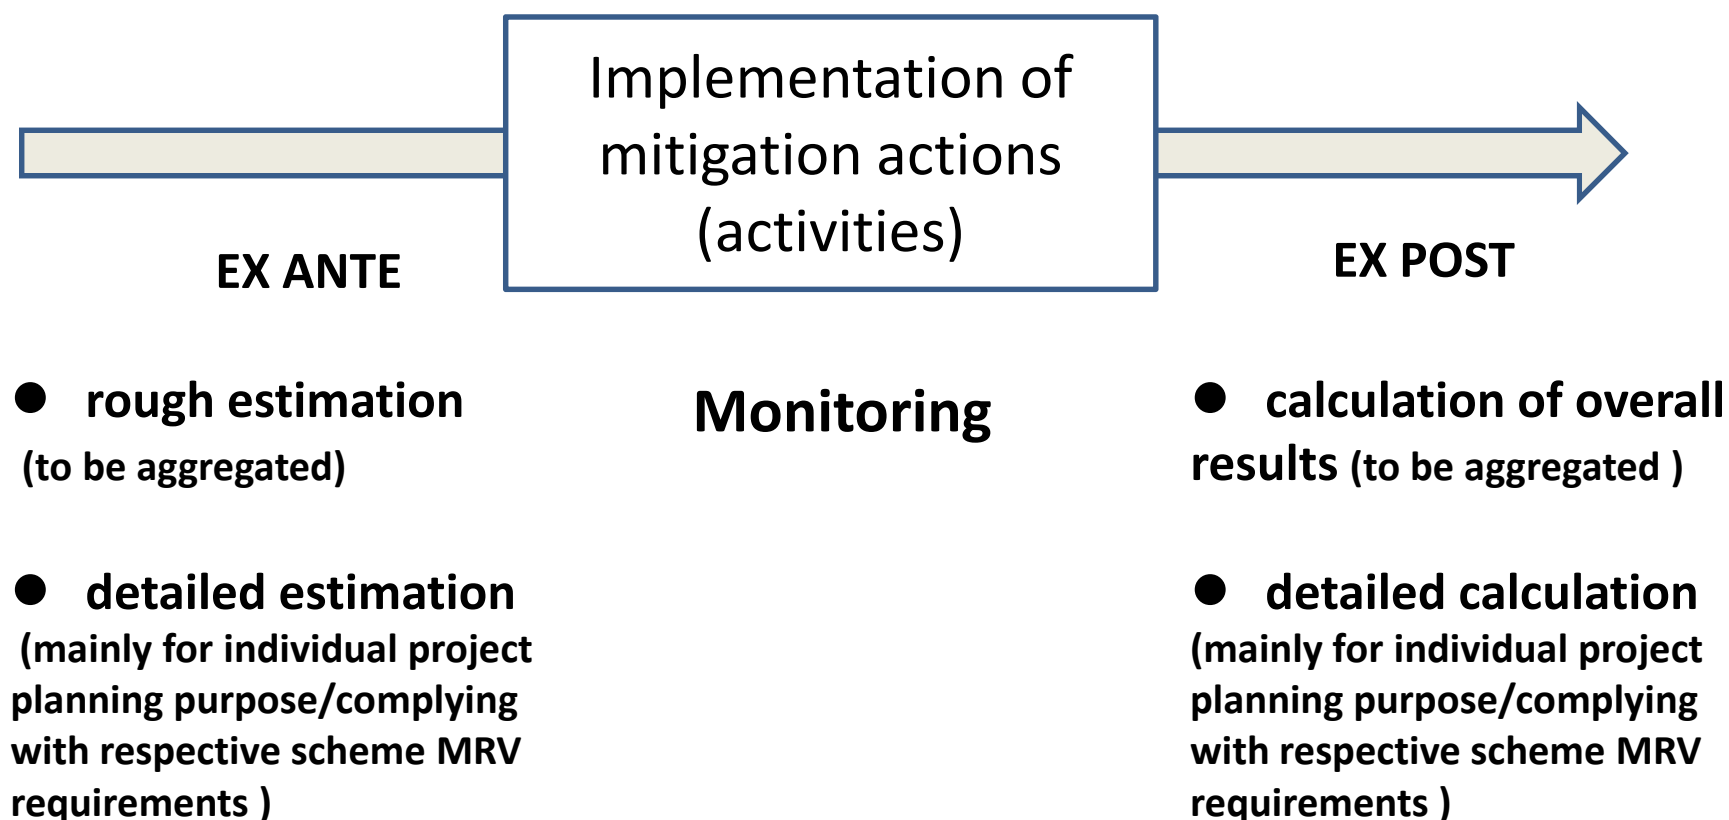 Implementation of
mitigation actions
(activities)
EX ANTE
EX POST
● rough estimation
(to be aggregated)
● detailed estimation
(mainly for individual project
planning purpose/complying
with respective scheme MRV
requirements )
Monitoring
● calculation of overall
results (to be aggregated )
● detailed calculation
(mainly for individual project
planning purpose/complying
with respective scheme MRV
requirements )